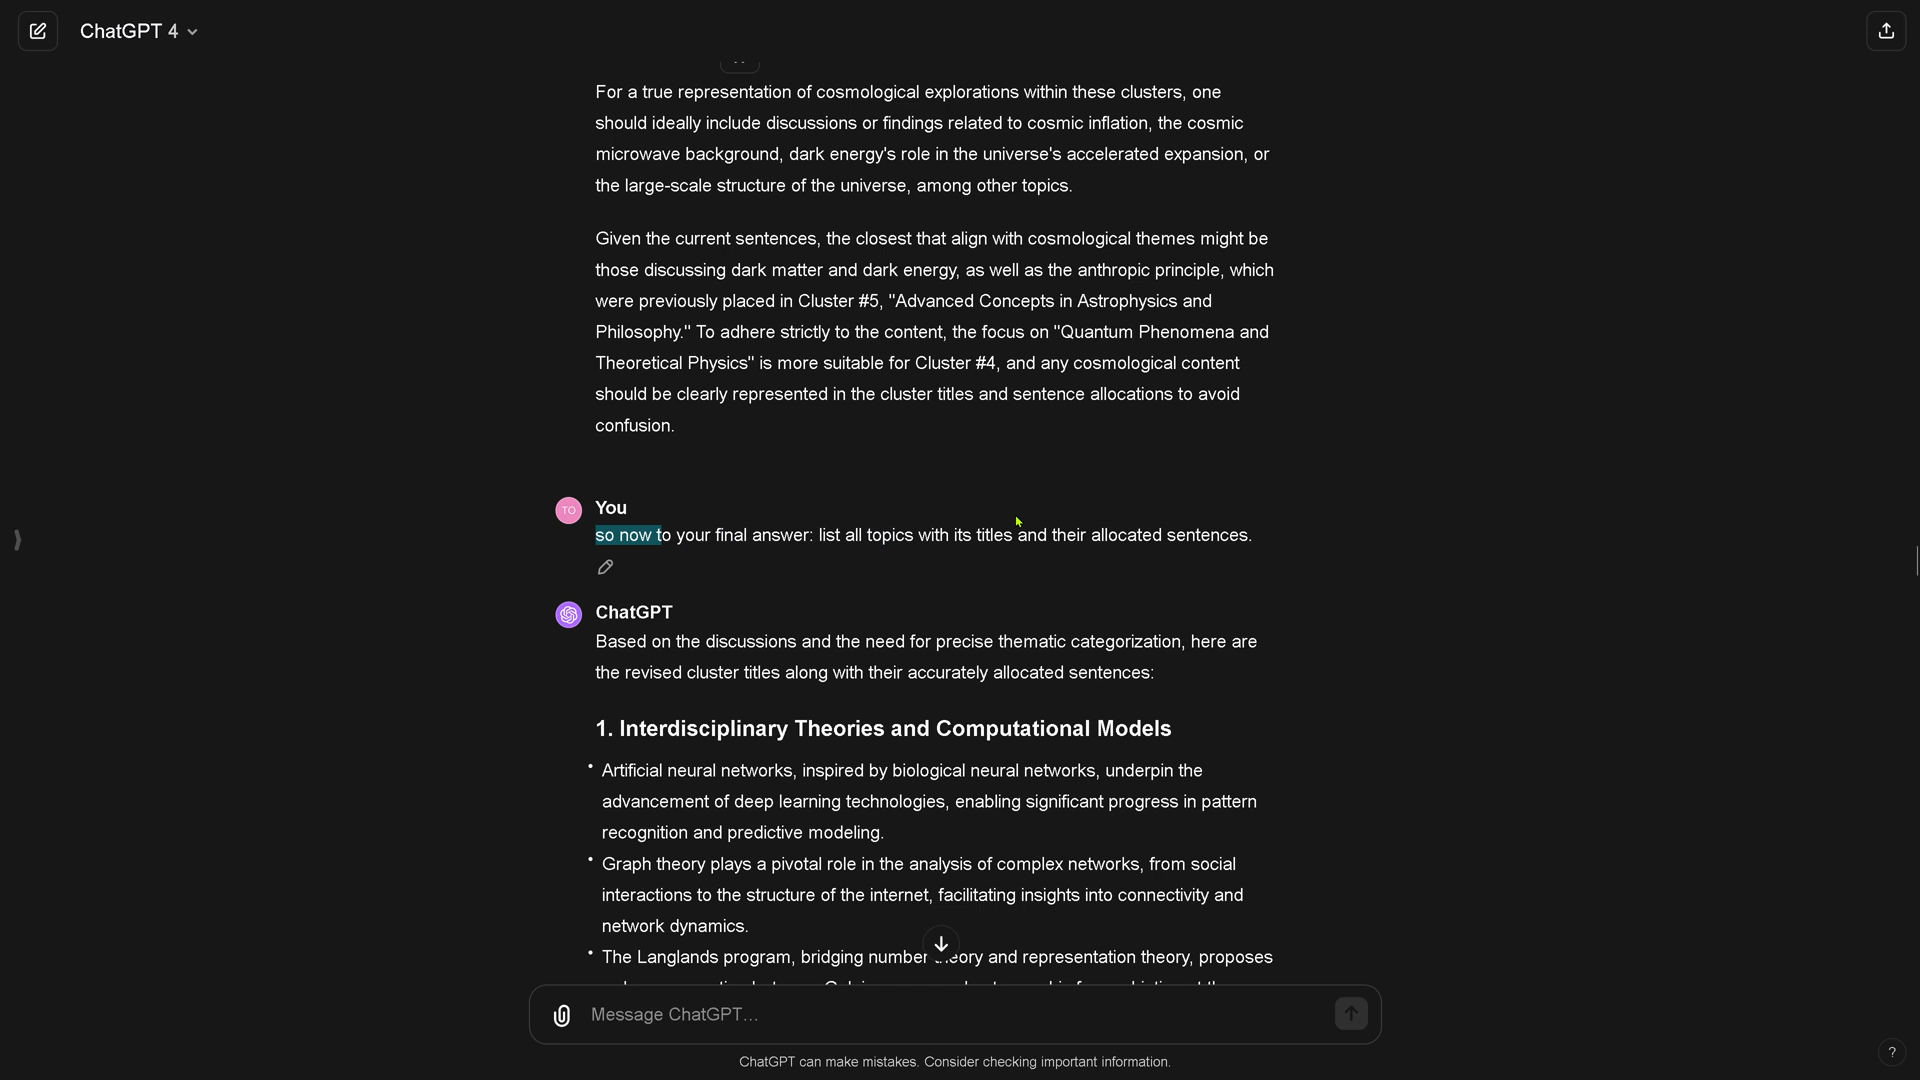 ChatGPT 4
For a true representation of cosmological explorations within these clusters, one
should ideally include discussions or findings related to cosmic inflation, the cosmic
microwave background, dark energy's role in the universe's accelerated expansion, or
the large-scale structure of the universe, among other topics.
Given the current sentences, the closest that align with cosmological themes might be
those discussing dark matter and dark energy, as well as the anthropic principle, which
were previously placed in Cluster #5, "Advanced Concepts in Astrophysics and
Philosophy." To adhere strictly to the content, the focus on "Quantum Phenomena and
Theoretical Physics" is more suitable for Cluster #4, and any cosmological content
should be clearly represented in the cluster titles and sentence allocations to avoid
confusion.
TO
You
so now to your final answer: list all topics with its titles and their allocated sentences.
ChatGPT
Based on the discussions and the need for precise thematic categorization, here are
the revised cluster titles along with their accurately allocated sentences:
1. Interdisciplinary Theories and Computational Models
• Artificial neural networks, inspired by biological neural networks, underpin the
advancement of deep learning technologies, enabling significant progress in pattern
recognition and predictive modeling.
• Graph theory plays a pivotal role in the analysis of complex networks, from social
interactions to the structure of the internet, facilitating insights into connectivity and
network dynamics.
• The Langlands program, bridging number theory and representation theory, proposes
Message ChatGPT…
ChatGPT can make mistakes. Consider checking important information.
?